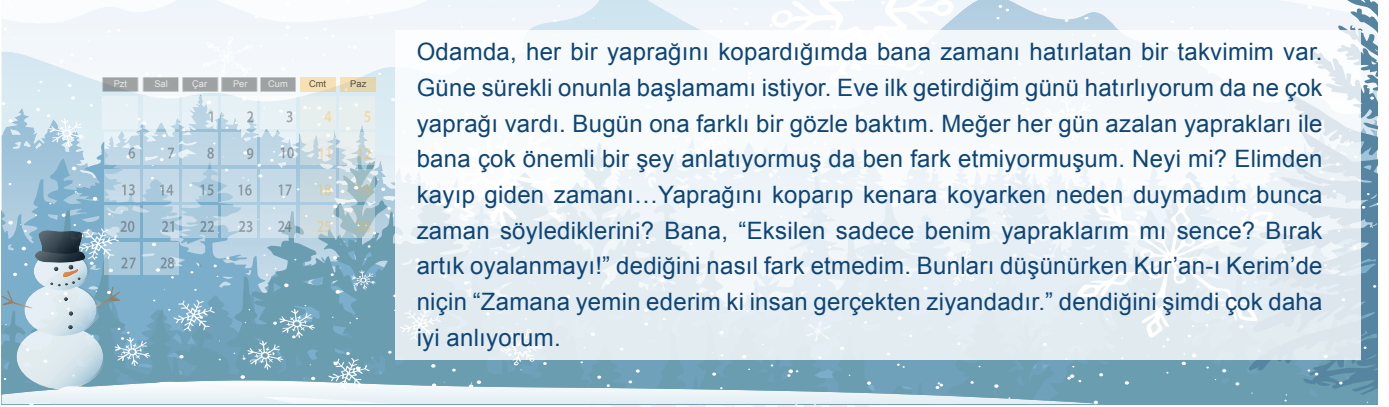 Pzt Sal Çar Per Cum Cmt Paz
1 2 3 4 5
6 7 8 9 10 11 12
13 14 15 16 17 18 19
20 21 22 23 24 25 26
27 28
Odamda, her bir yaprağını kopardığımda bana zamanı hatırlatan bir takvimim var.
Güne sürekli onunla başlamamı istiyor. Eve ilk getirdiğim günü hatırlıyorum da ne çok
yaprağı vardı. Bugün ona farklı bir gözle baktım. Meğer her gün azalan yaprakları ile
bana çok önemli bir şey anlatıyormuş da ben fark etmiyormuşum. Neyi mi? Elimden
kayıp giden zamanı…Yaprağını koparıp kenara koyarken neden duymadım bunca
zaman söylediklerini? Bana, “Eksilen sadece benim yapraklarım mı sence? Bırak
artık oyalanmayı!” dediğini nasıl fark etmedim. Bunları düşünürken Kur’an-ı Kerim’de
niçin “Zamana yemin ederim ki insan gerçekten ziyandadır.” dendiğini şimdi çok daha
iyi anlıyorum.